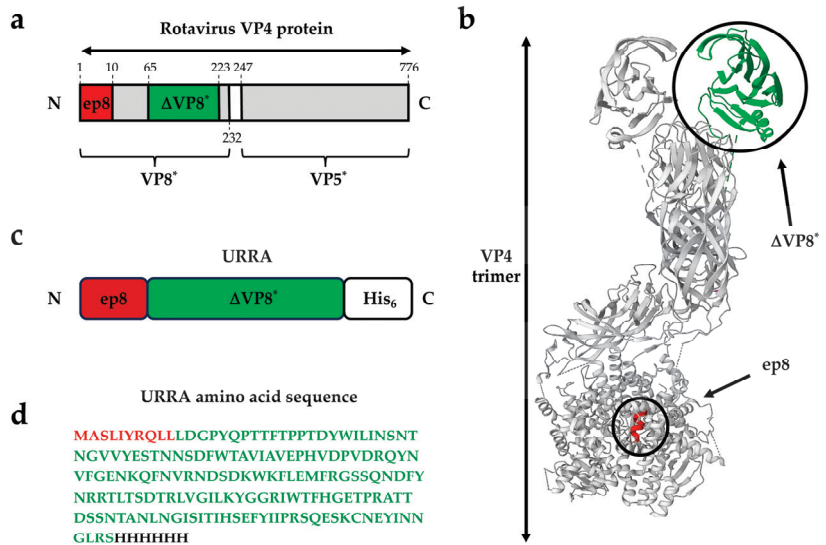 a
Rotavirus VP4 protein
1 10 65 223 232 247 776
N ep8 ΔVP8* C
VP8* VP5*
b
VP4 trimer
ΔVP8*
ep8
c
URRA
N ep8 ΔVP8* His₆ C
d
URRA amino acid sequence
MASLIYRQLLLDGPYQPTTFTPPTDYWILINSNT
NGVVYESTNNSDFWTAVIAVEPHVDPVDRQYN
VFGENKQFNVRNDSDKWKFLEMFRGSSQNDFY
NRRTLTSDTRLVGILKYGGRIWTFHGETPRATT
DSSNTANLNGISITIHSEFYIIPRSQESKCNEYINN
GLRSHHHHHH